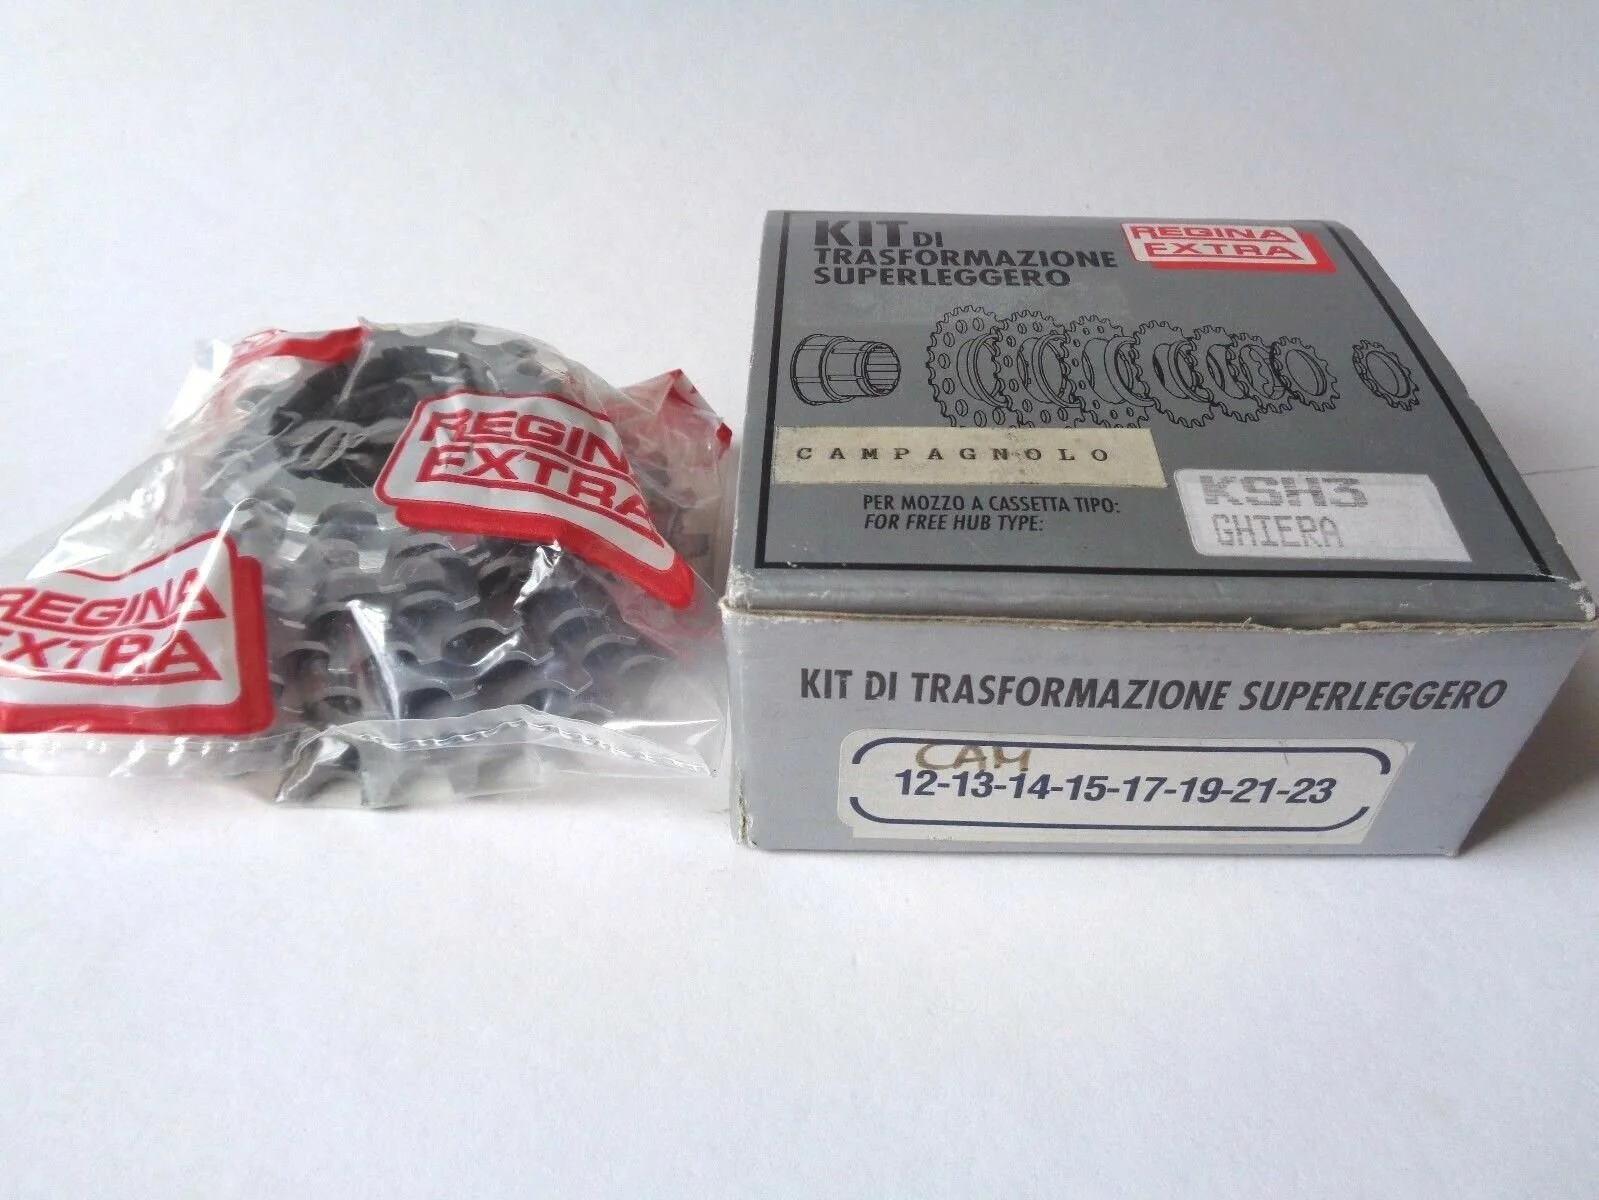 REGINA
EXTRA
REGINA
EXTRA
KIT DI
TRASFORMAZIONE
SUPERLEGGERO
REGINA
EXTRA
CAMPAGNOLO
PER MOZZO A CASSETTA TIPO:
FOR FREE HUB TYPE:
KSH3
GHIERA
KIT DI TRASFORMAZIONE SUPERLEGGERO
CAM
12-13-14-15-17-19-21-23